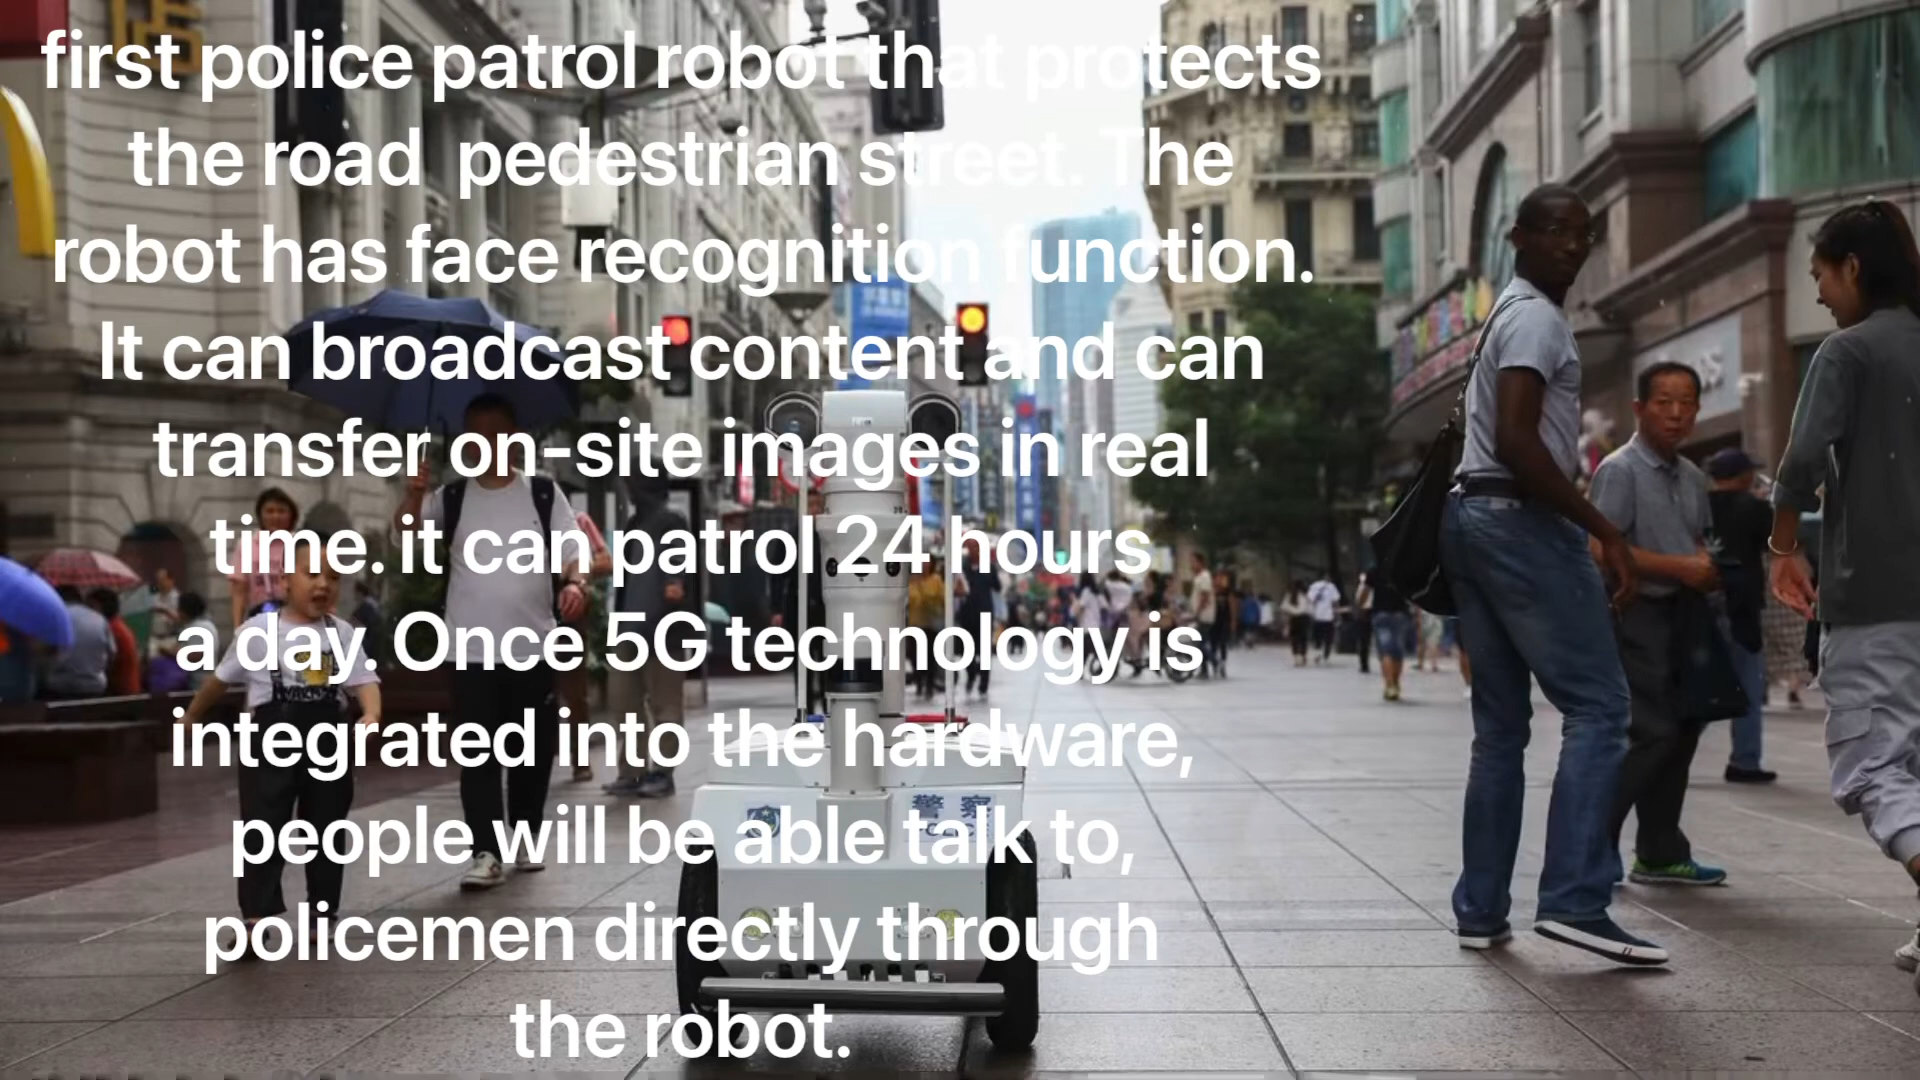 first police patrol robot that protects
the road  pedestrian street. The
robot has face recognition function.
It can broadcast content and can
transfer on-site images in real
time. it can patrol 24 hours
a day. Once 5G technology is
integrated into the hardware,
people will be able talk to,
policemen directly through
the robot.
警察